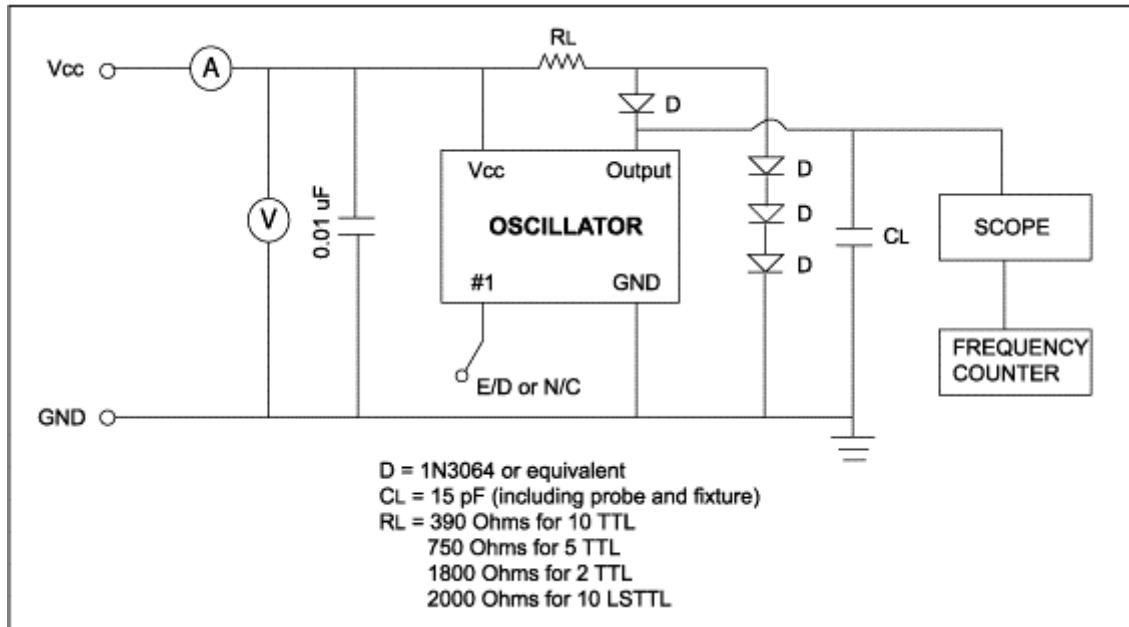 RL
Vcc
A
D
Vcc Output
D
0.01 uF
V
OSCILLATOR
D
CL
SCOPE
D
#1 GND
FREQUENCY
COUNTER
E/D or N/C
GND
D = 1N3064 or equivalent
CL = 15 pF (including probe and fixture)
RL = 390 Ohms for 10 TTL
750 Ohms for 5 TTL
1800 Ohms for 2 TTL
2000 Ohms for 10 LSTTL